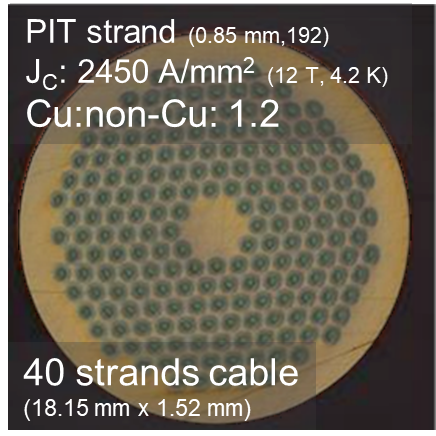 PIT strand (0.85 mm,192)
J_C: 2450 A/mm² (12 T, 4.2 K)
Cu:non-Cu: 1.2
40 strands cable
(18.15 mm x 1.52 mm)